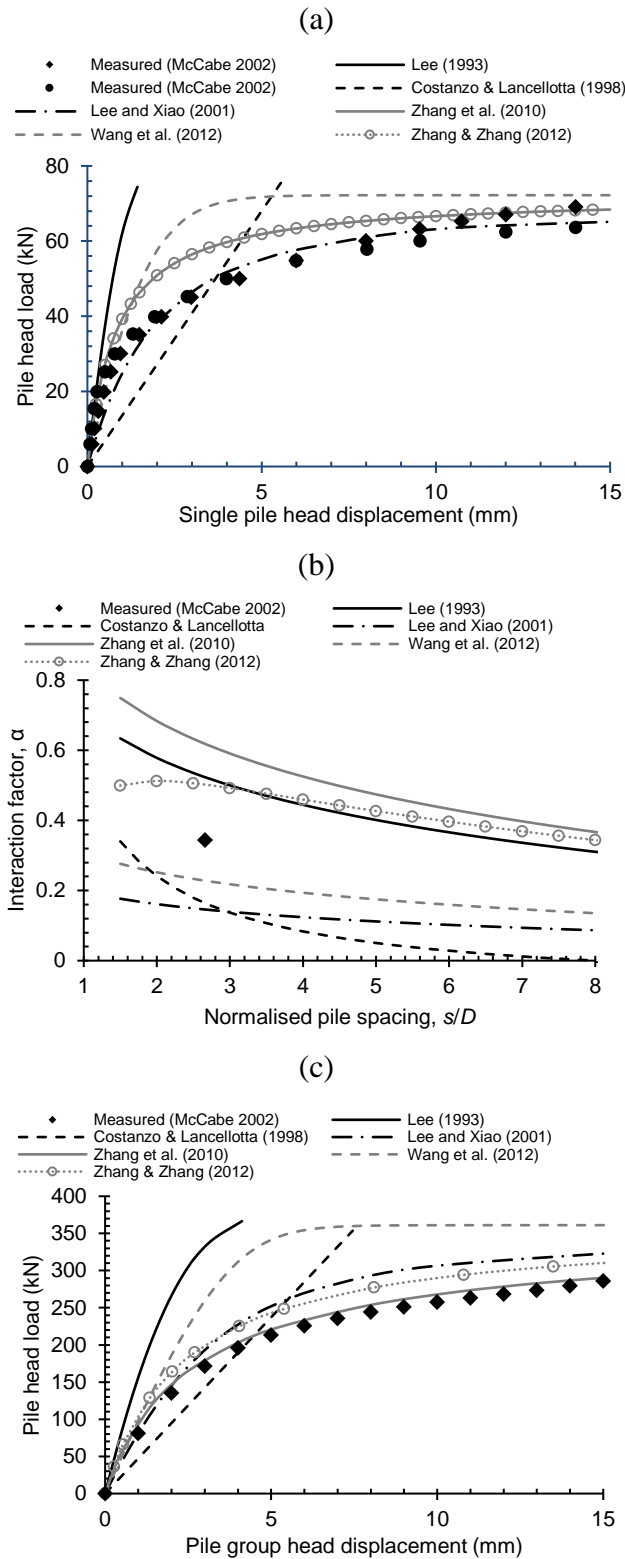 (a)
Measured (McCabe 2002) Lee (1993)
Measured (McCabe 2002) Costanzo & Lancellotta (1998)
Lee and Xiao (2001) Zhang et al. (2010)
Wang et al. (2012) Zhang & Zhang (2012)
80
60
40
20
0
Pile head load (kN)
0 5 10 15
Single pile head displacement (mm)
(b)
Measured (McCabe 2002) Lee (1993)
Costanzo & Lancellotta Lee and Xiao (2001)
Zhang et al. (2010) Wang et al. (2012)
Zhang & Zhang (2012)
0.8
0.6
0.4
0.2
0
Interaction factor, α
1 2 3 4 5 6 7 8
Normalised pile spacing, s/D
(c)
Measured (McCabe 2002) Lee (1993)
Costanzo & Lancellotta (1998) Lee and Xiao (2001)
Zhang et al. (2010) Wang et al. (2012)
Zhang & Zhang (2012)
400
350
300
250
200
150
100
50
0
Pile head load (kN)
0 5 10 15
Pile group head displacement (mm)